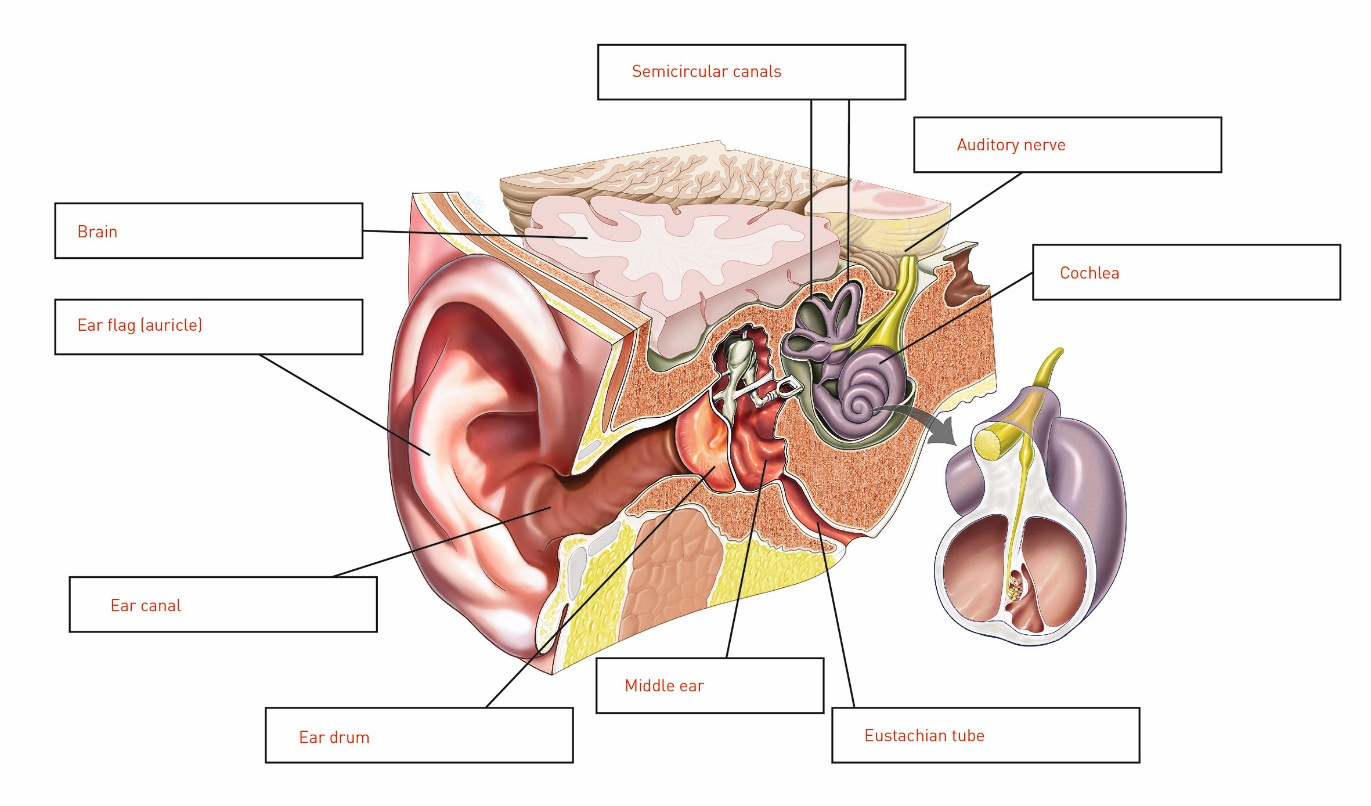 Semicircular canals
Auditory nerve
Brain
Cochlea
Ear flag (auricle)
Ear canal
Middle ear
Ear drum
Eustachian tube